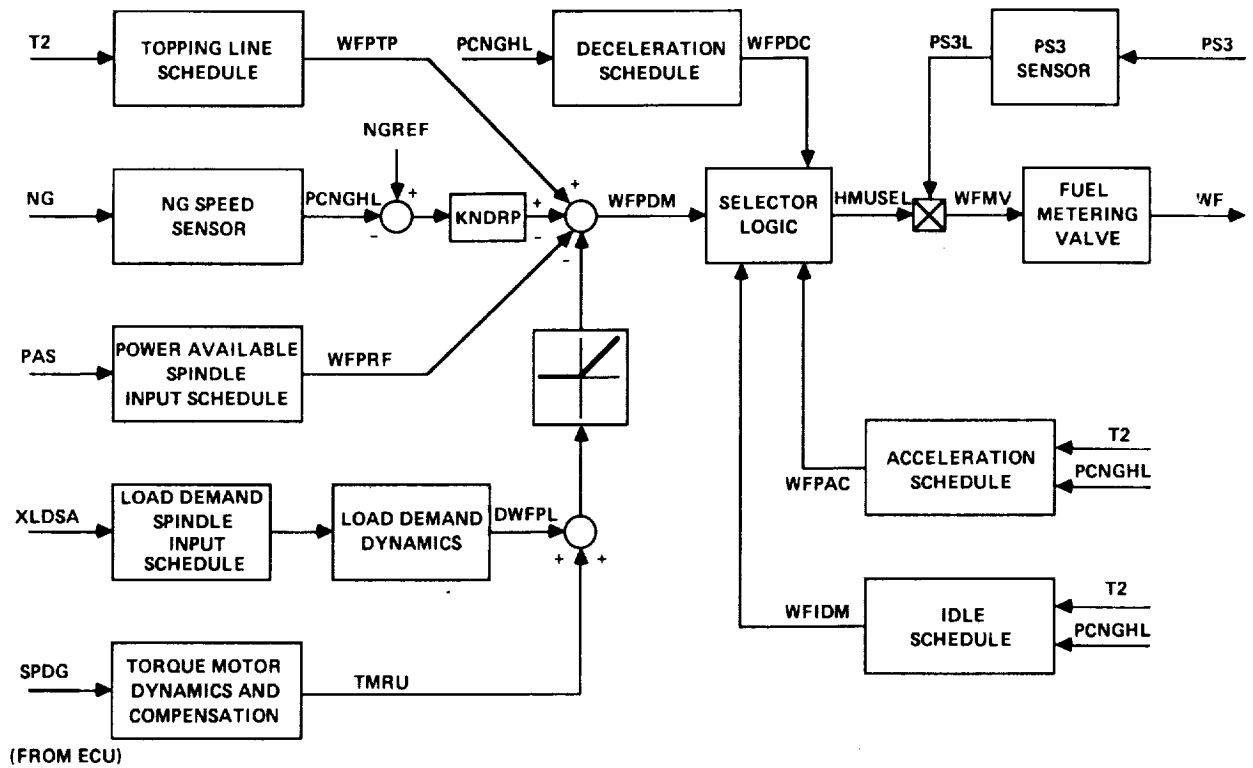 T2
TOPPING LINE
SCHEDULE
WFPTP
PCNGHL
DECELERATION
SCHEDULE
WFPDC
PS3L
PS3
SENSOR
PS3
NGREF
+
-
NG
NG SPEED
SENSOR
PCNGHL
KNDRP
+
+
-
-
WFPDM
SELECTOR
LOGIC
HMUSEL
WFMV
FUEL
METERING
VALVE
WF
PAS
POWER AVAILABLE
SPINDLE
INPUT SCHEDULE
WFPRF
XLDSA
LOAD DEMAND
SPINDLE
INPUT
SCHEDULE
LOAD DEMAND
DYNAMICS
DWFPL
+ +
WFPAC
ACCELERATION
SCHEDULE
T2
PCNGHL
WFIDM
IDLE
SCHEDULE
T2
PCNGHL
SPDG
TORQUE MOTOR
DYNAMICS AND
COMPENSATION
TMRU
(FROM ECU)